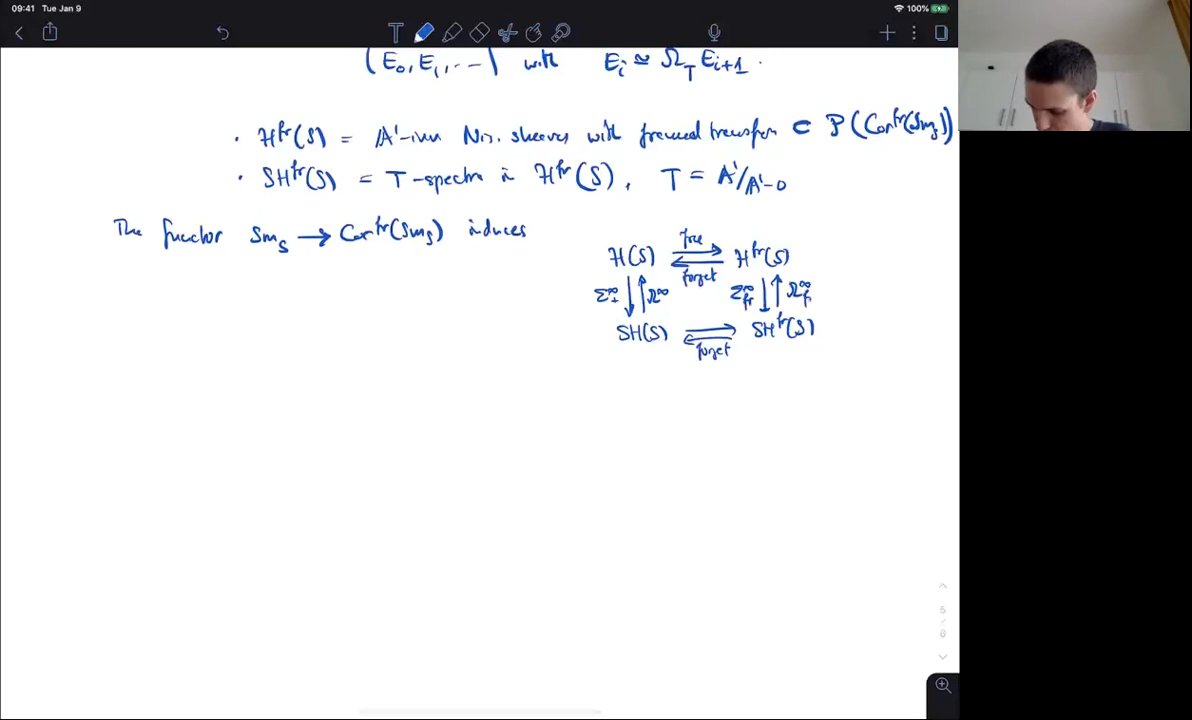 09:41 Tue Jan 9
100%
(E₀, E₁, ...) with Eᵢ ≃ Ω_T Eᵢ₊₁.
· H^fr(S) = A¹-inv Nis. sheaves with framed transfers ⊂ P(Corr^fr(Sm_S))
· SH^fr(S) = T-spectra in H^fr(S), T = A¹/A¹-0
The functor Sm_S → Corr^fr(Sm_S) induces
free
H(S) ⇄ H^fr(S)
forget
Σ^∞_+ ↓↑ Ω^∞ Σ^∞_fr ↓↑ Ω^∞_fr
SH(S) ⇄ SH^fr(S)
forget
5
/
6